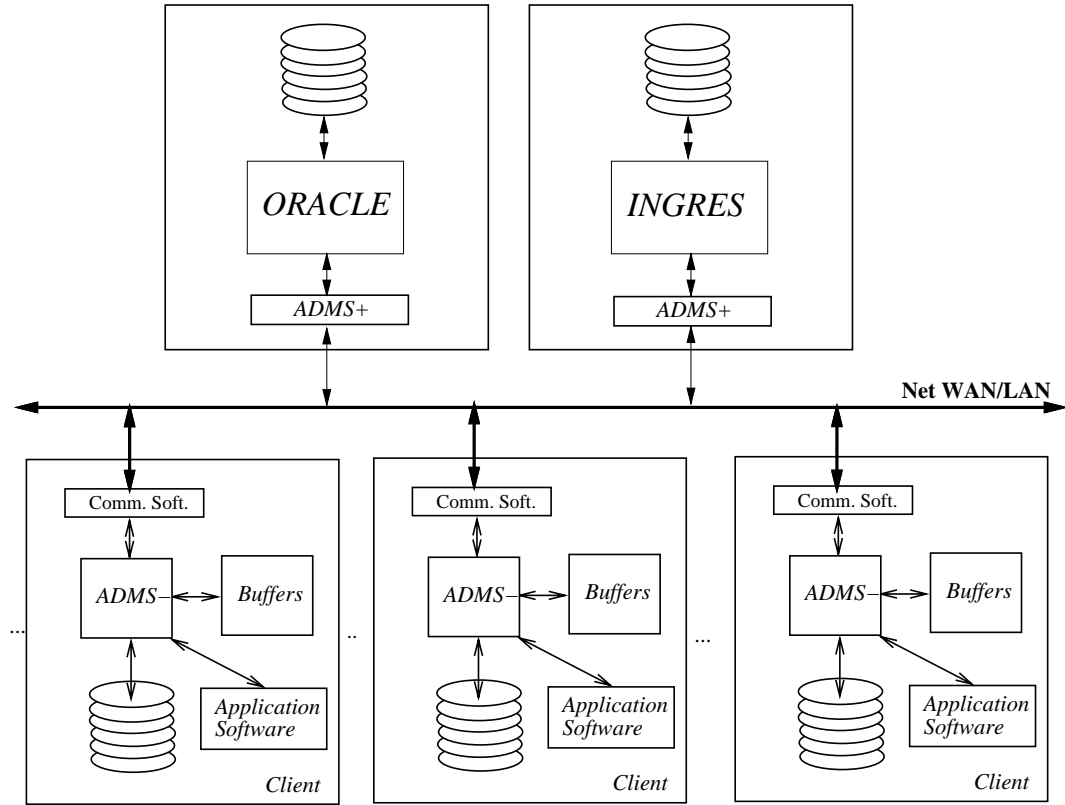 ORACLE
INGRES
ADMS+
ADMS+
Net WAN/LAN
Comm. Soft.
Comm. Soft.
Comm. Soft.
ADMS–
Buffers
ADMS–
Buffers
ADMS–
Buffers
...
..
...
Application
Software
Application
Software
Application
Software
Client
Client
Client